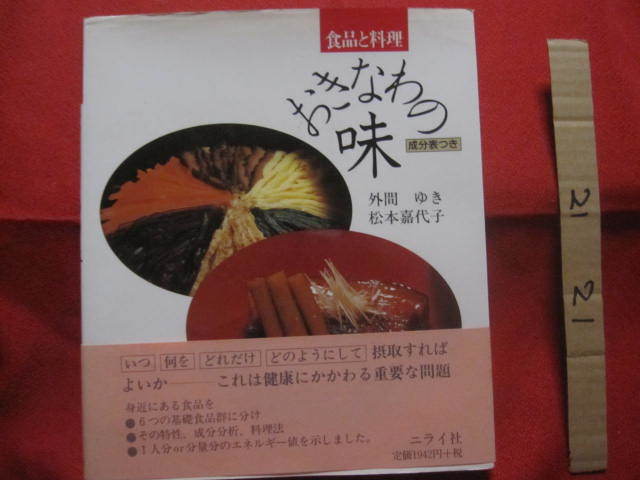 食品と料理
おきなわの
味
成分表つき
外間 ゆき
松本嘉代子
いつ 何を どれだけ どのようにして 摂取すれば
よいか――これは健康にかかわる重要な問題
身近にある食品を
●6つの基礎食品群に分け
●その特性、成分分析、料理法
●1人分or分量分のエネルギー値を示しました。
ニライ社
定価1942円+税
21
21